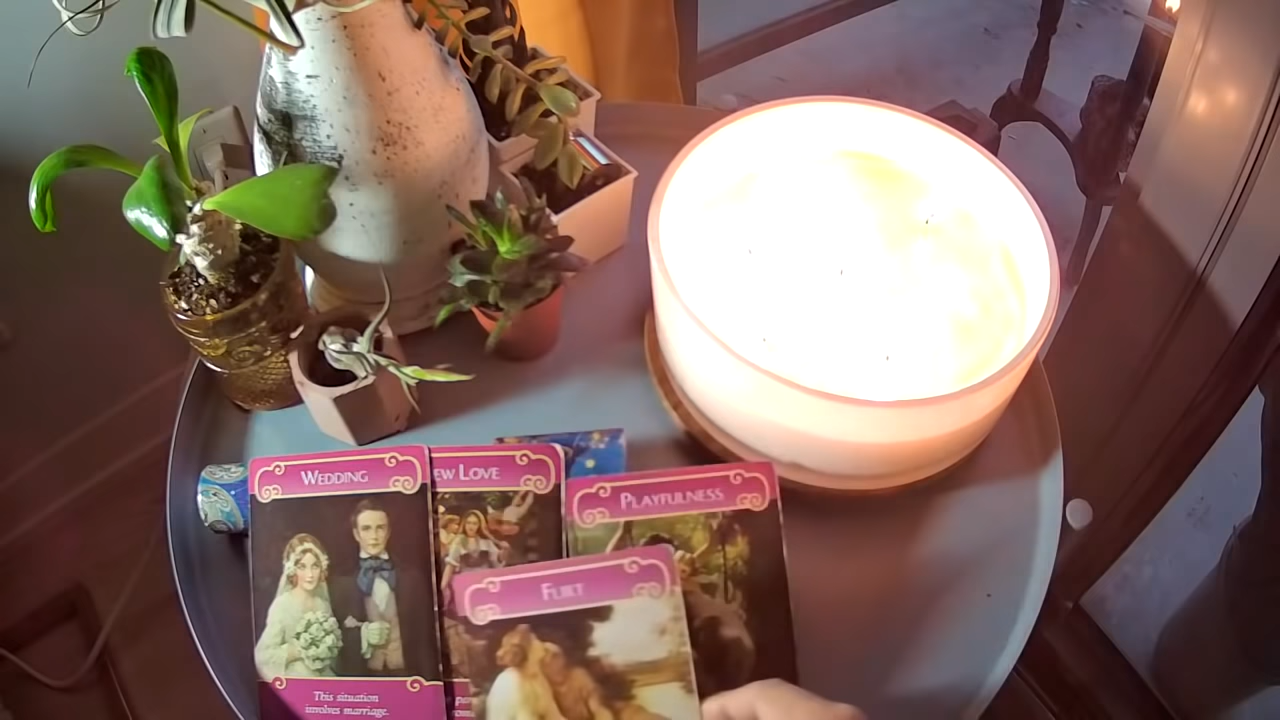 WEDDING
EW LOVE
PLAYFULNESS
FLIRT
This situation
involves marriage.